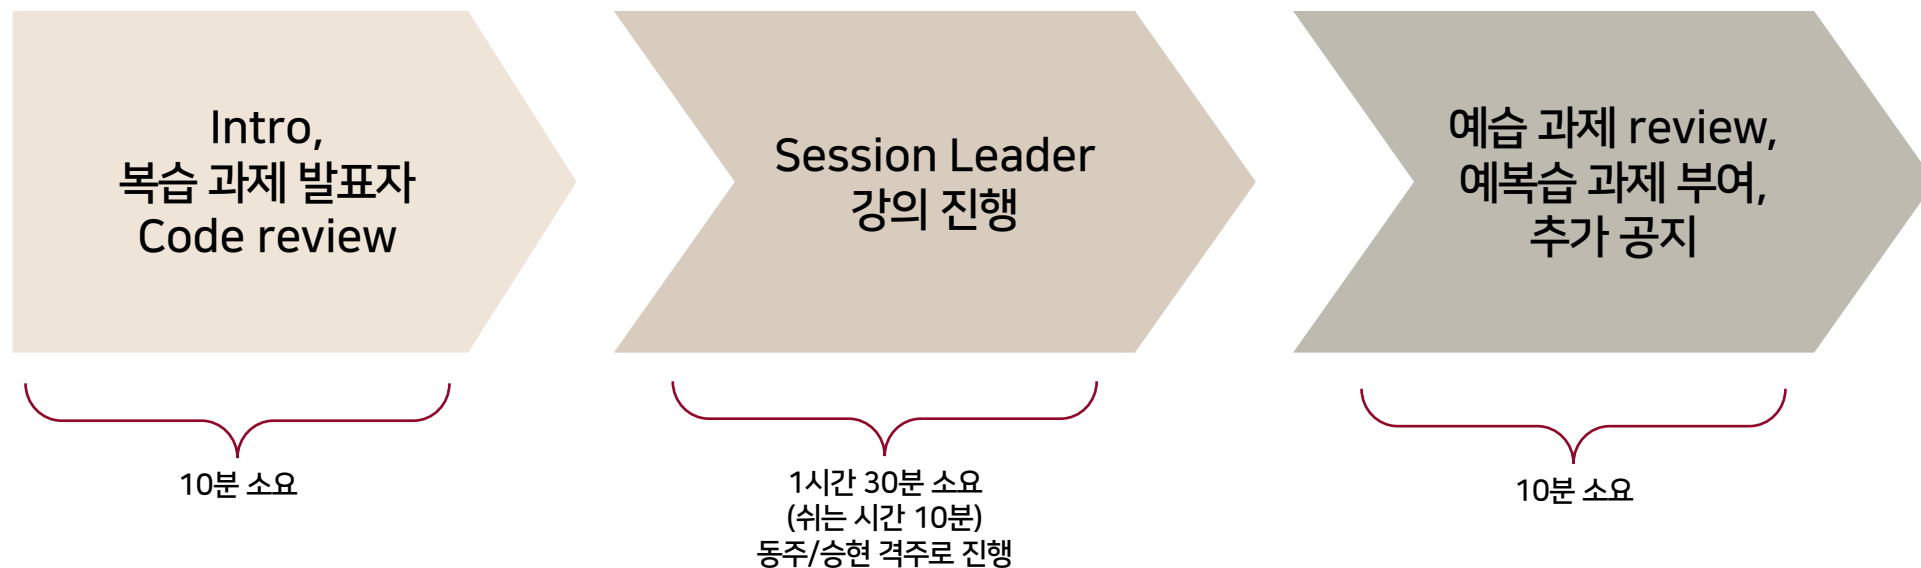 Intro,
복습 과제 발표자
Code review
Session Leader
강의 진행
예습 과제 review,
예복습 과제 부여,
추가 공지
10분 소요
1시간 30분 소요
(쉬는 시간 10분)
동주/승현 격주로 진행
10분 소요